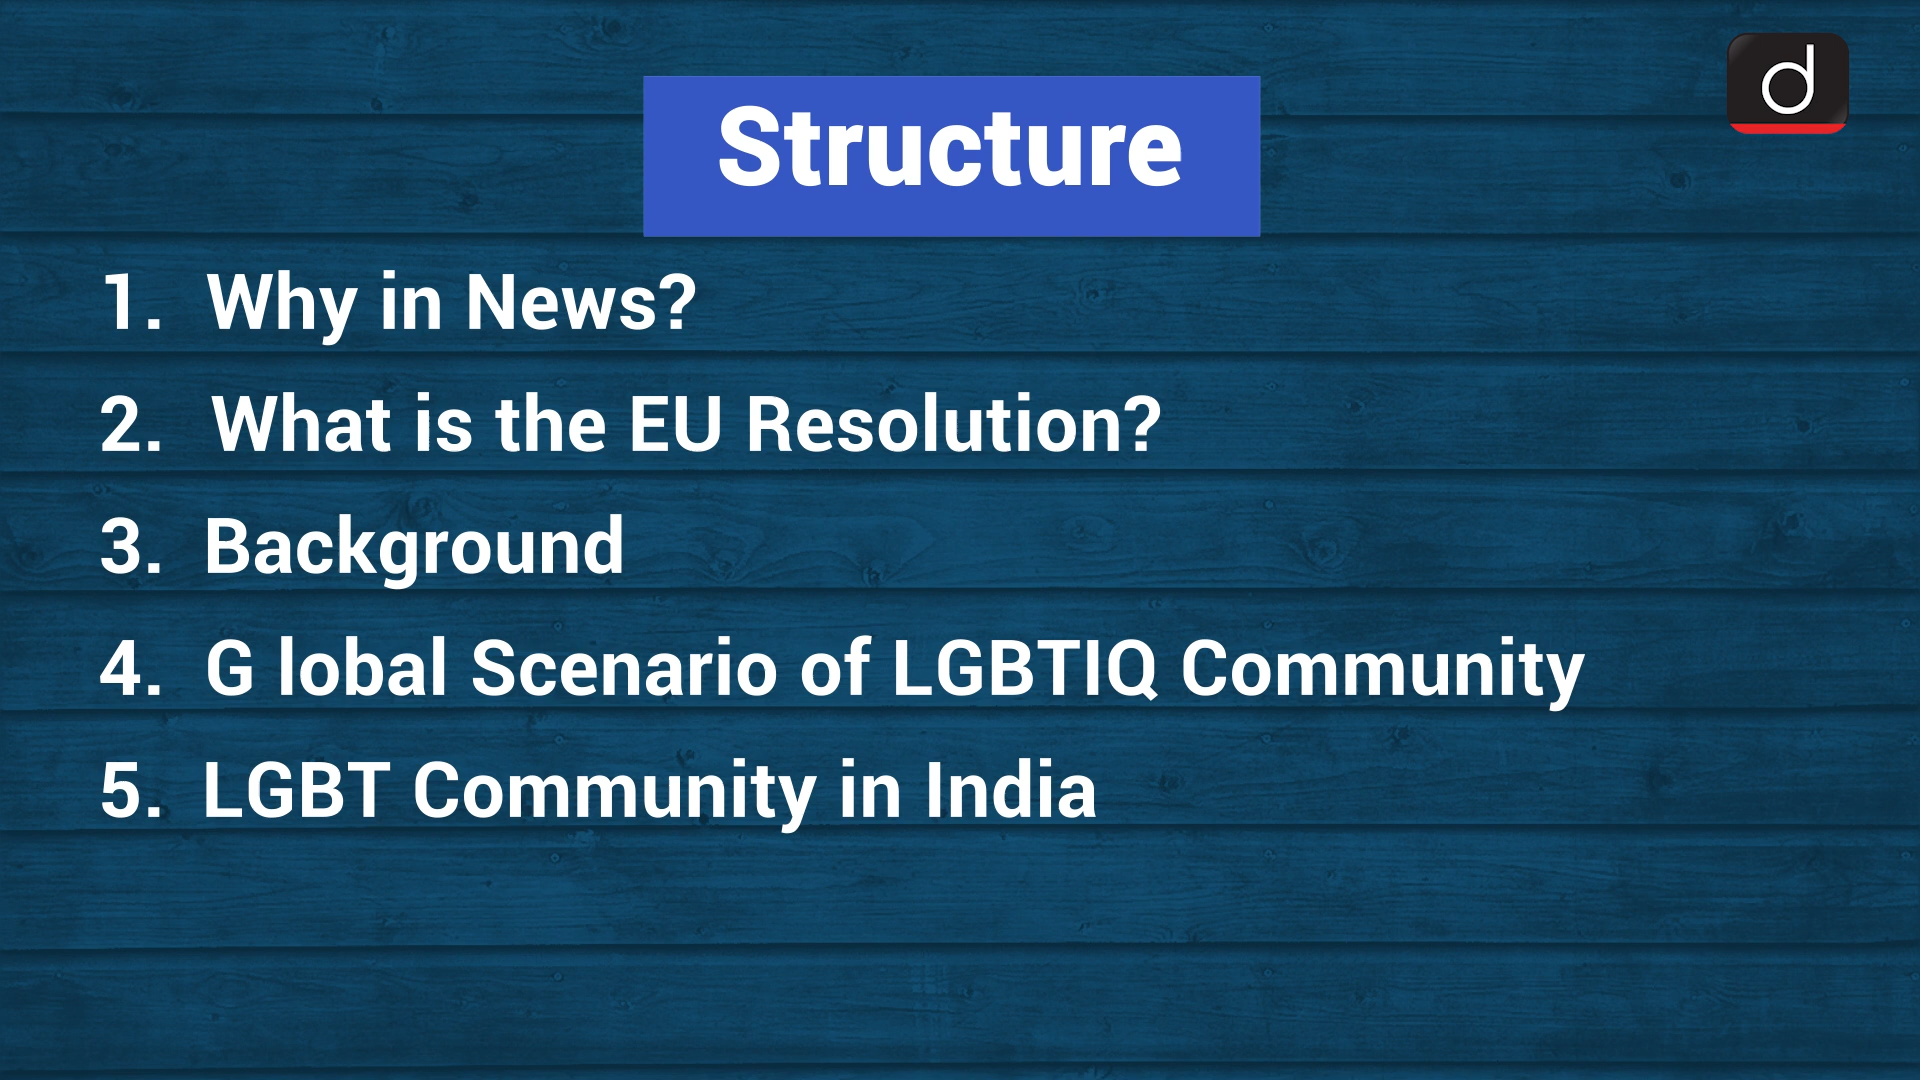 d
Structure
1. Why in News?
2. What is the EU Resolution?
3. Background
4. G lobal Scenario of LGBTIQ Community
5. LGBT Community in India